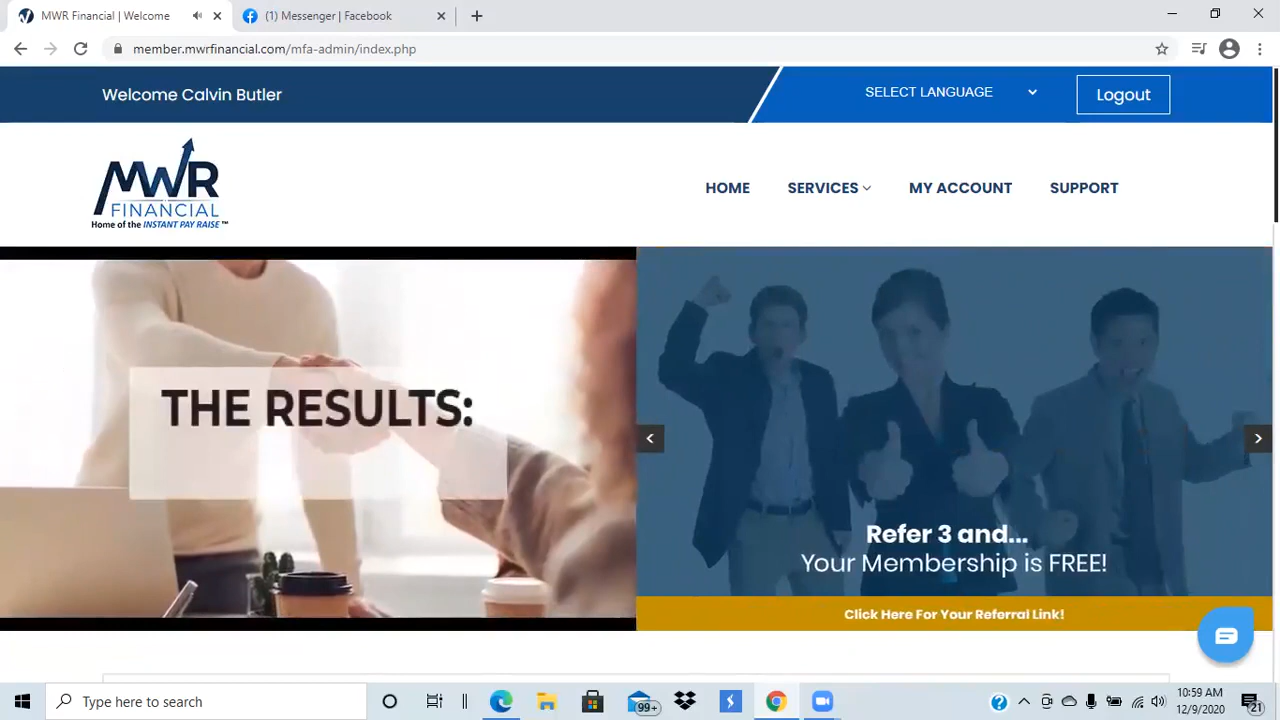 MWR Financial | Welcome
(1) Messenger | Facebook
member.mwrfinancial.com/mfa-admin/index.php
Welcome Calvin Butler
SELECT LANGUAGE
Logout
MWR
FINANCIAL
Home of the INSTANT PAY RAISE ™
HOME
SERVICES
MY ACCOUNT
SUPPORT
THE RESULTS:
Refer 3 and...
Your Membership is FREE!
Click Here For Your Referral Link!
Type here to search
99+
10:59 AM
12/9/2020
21